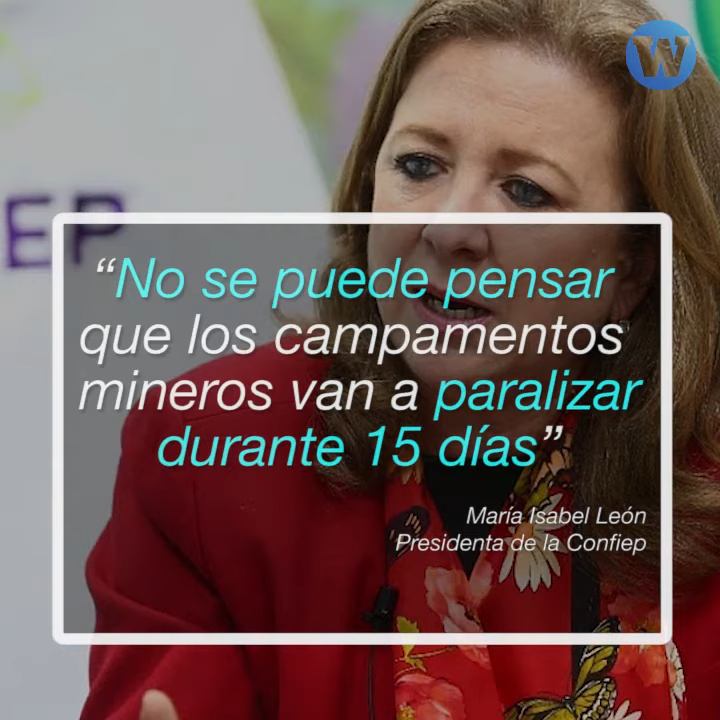 W
EP
“No se puede pensar
que los campamentos
mineros van a paralizar
durante 15 días”
María Isabel León
Presidenta de la Confiep